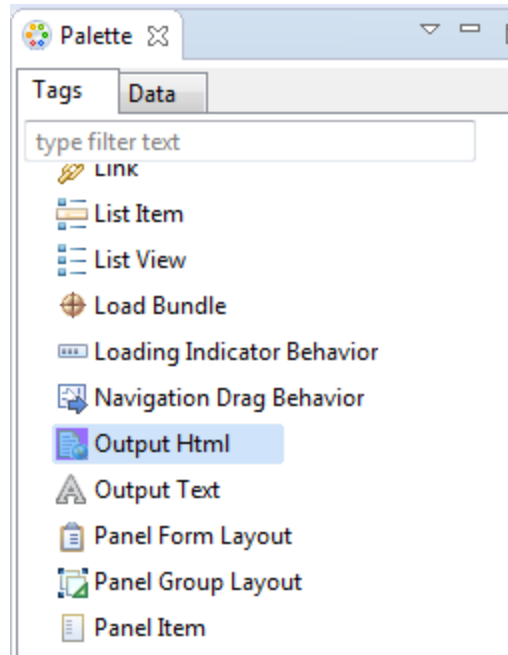 Palette
Tags
Data
type filter text
Link
List Item
List View
Load Bundle
Loading Indicator Behavior
Navigation Drag Behavior
Output Html
Output Text
Panel Form Layout
Panel Group Layout
Panel Item